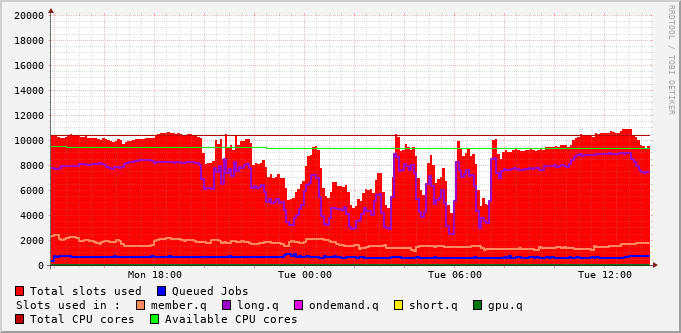 20000
18000
16000
14000
12000
10000
8000
6000
4000
2000
0
Mon 18:00 Tue 00:00 Tue 06:00 Tue 12:00
Total slots used Queued Jobs
Slots used in : member.q long.q ondemand.q short.q gpu.q
Total CPU cores Available CPU cores
RRDTOOL / TOBI OETIKER